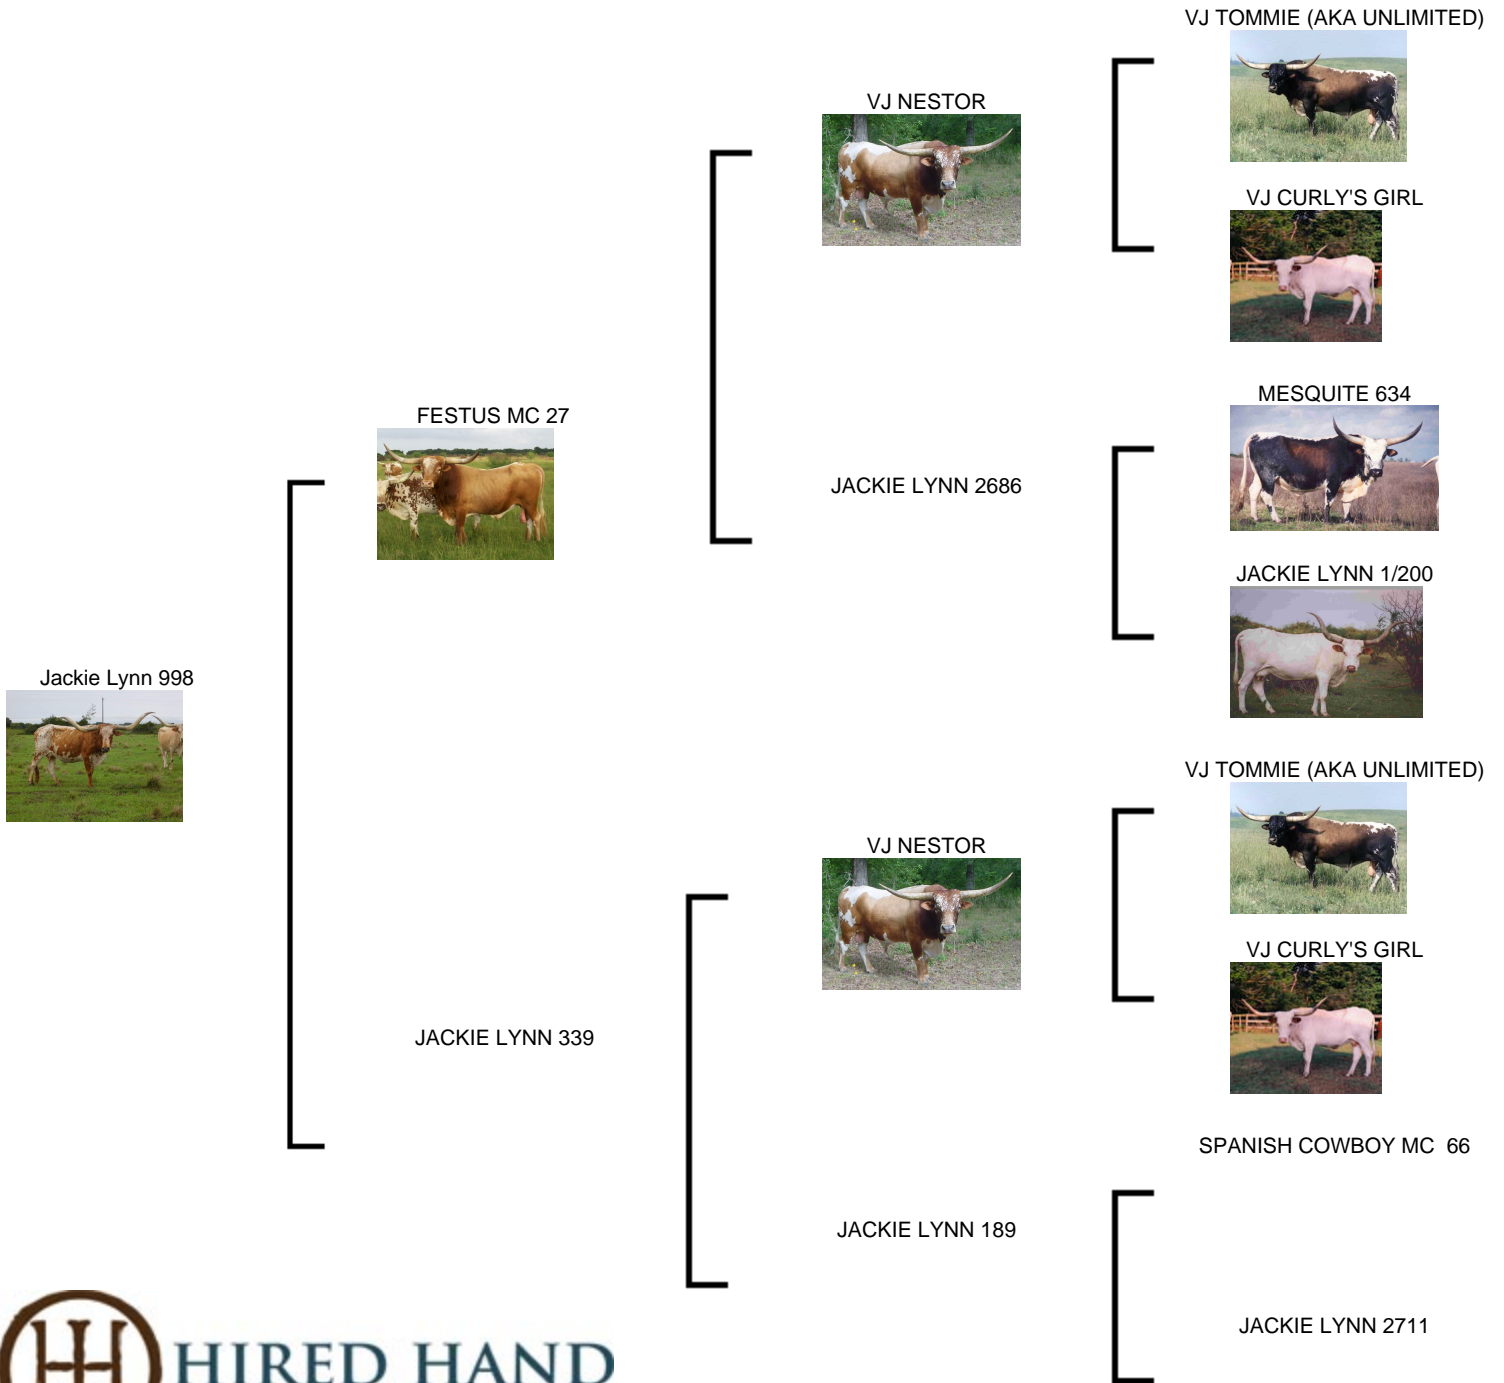 VJ TOMMIE (AKA UNLIMITED)
VJ NESTOR
VJ CURLY'S GIRL
MESQUITE 634
FESTUS MC 27
JACKIE LYNN 2686
JACKIE LYNN 1/200
Jackie Lynn 998
VJ TOMMIE (AKA UNLIMITED)
VJ NESTOR
VJ CURLY'S GIRL
JACKIE LYNN 339
SPANISH COWBOY MC  66
JACKIE LYNN 189
JACKIE LYNN 2711
HIRED HAND